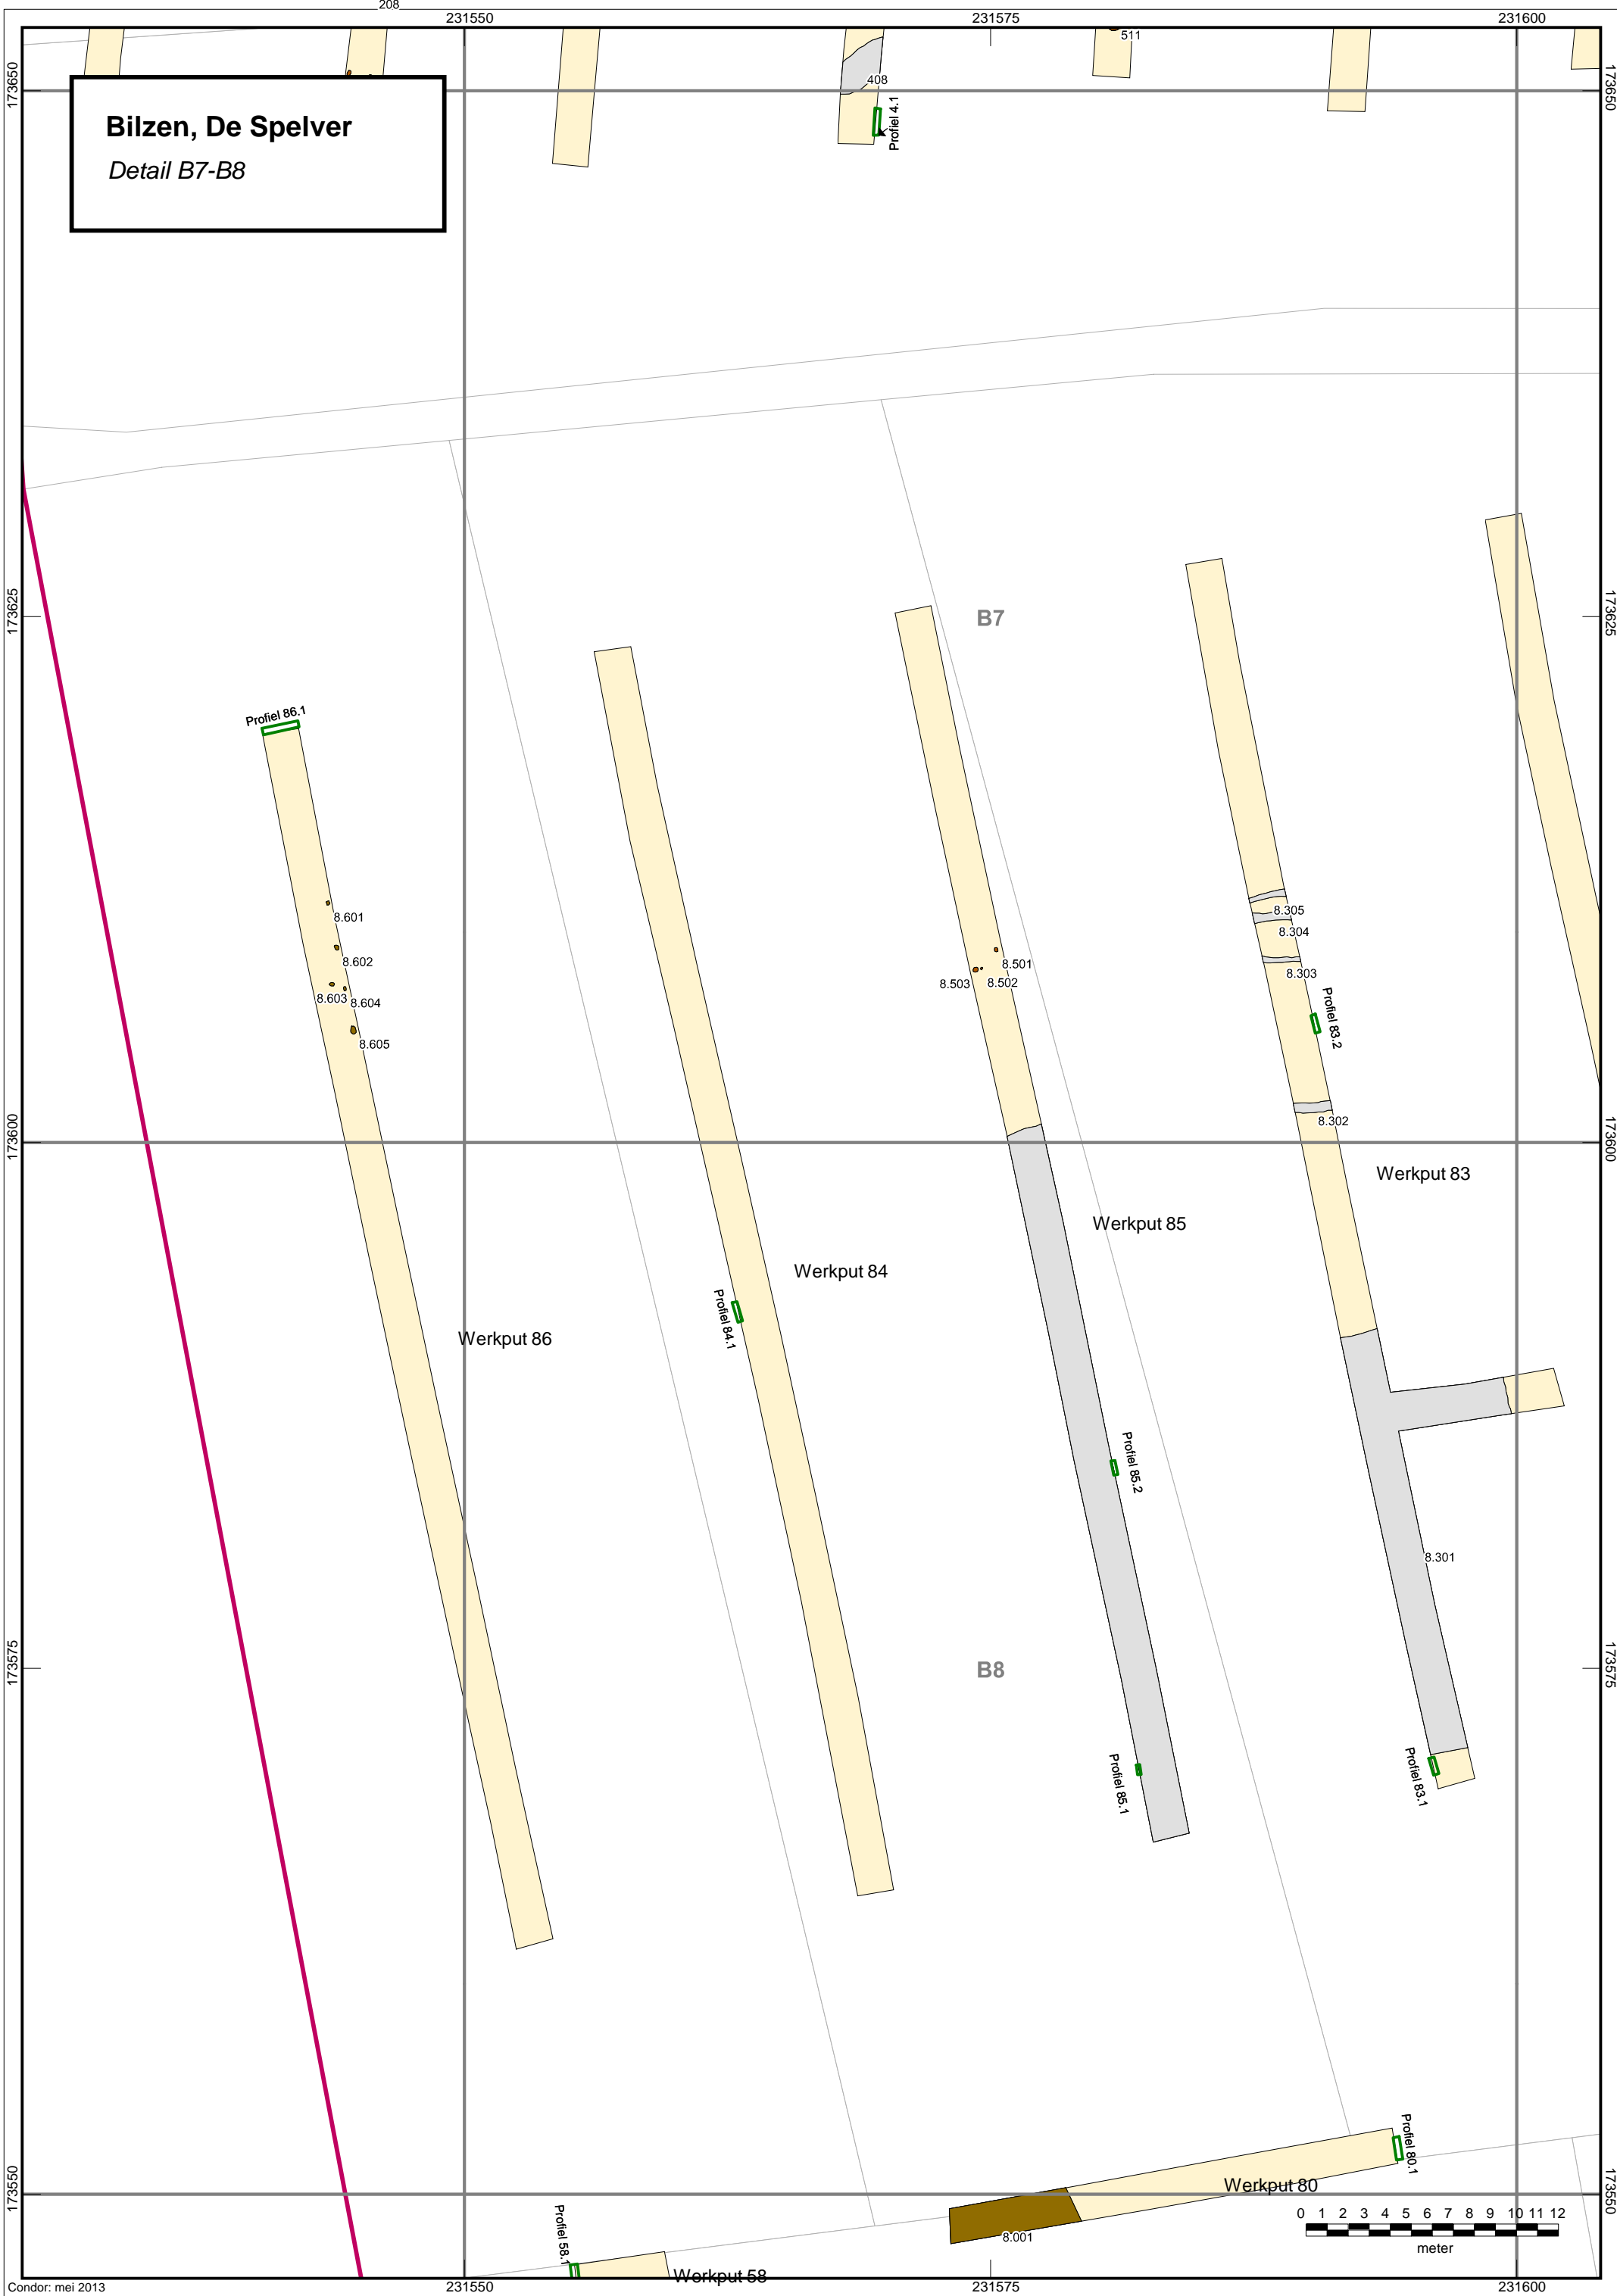 208
231550
231575
231600
511
408
173650
173650
Profiel 4.1
Bilzen, De Spelver
Detail B7-B8
173625
B7
173625
Profiel 86.1
8.601
8.602
8.603
8.604
8.605
8.501
8.503
8.502
8.305
8.304
8.303
Profiel 83.2
8.302
173600
173600
Werkput 83
Werkput 85
Werkput 84
Profiel 84.1
Werkput 86
Profiel 85.2
8.301
173575
B8
173575
Profiel 85.1
Profiel 83.1
Profiel 80.1
173550
Werkput 80
173550
Profiel 58.1
8.001
0 1 2 3 4 5 6 7 8 9 10 11 12
meter
Werkput 58
Condor: mei 2013
231550
231575
231600